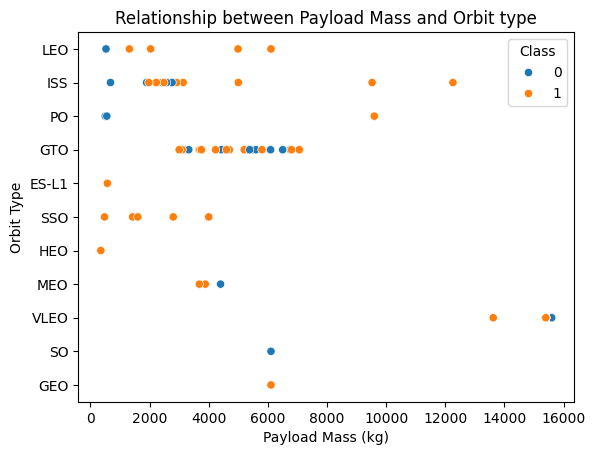 Relationship between Payload Mass and Orbit type
Class
0
1
Orbit Type
LEO
ISS
PO
GTO
ES-L1
SSO
HEO
MEO
VLEO
SO
GEO
0 2000 4000 6000 8000 10000 12000 14000 16000
Payload Mass (kg)